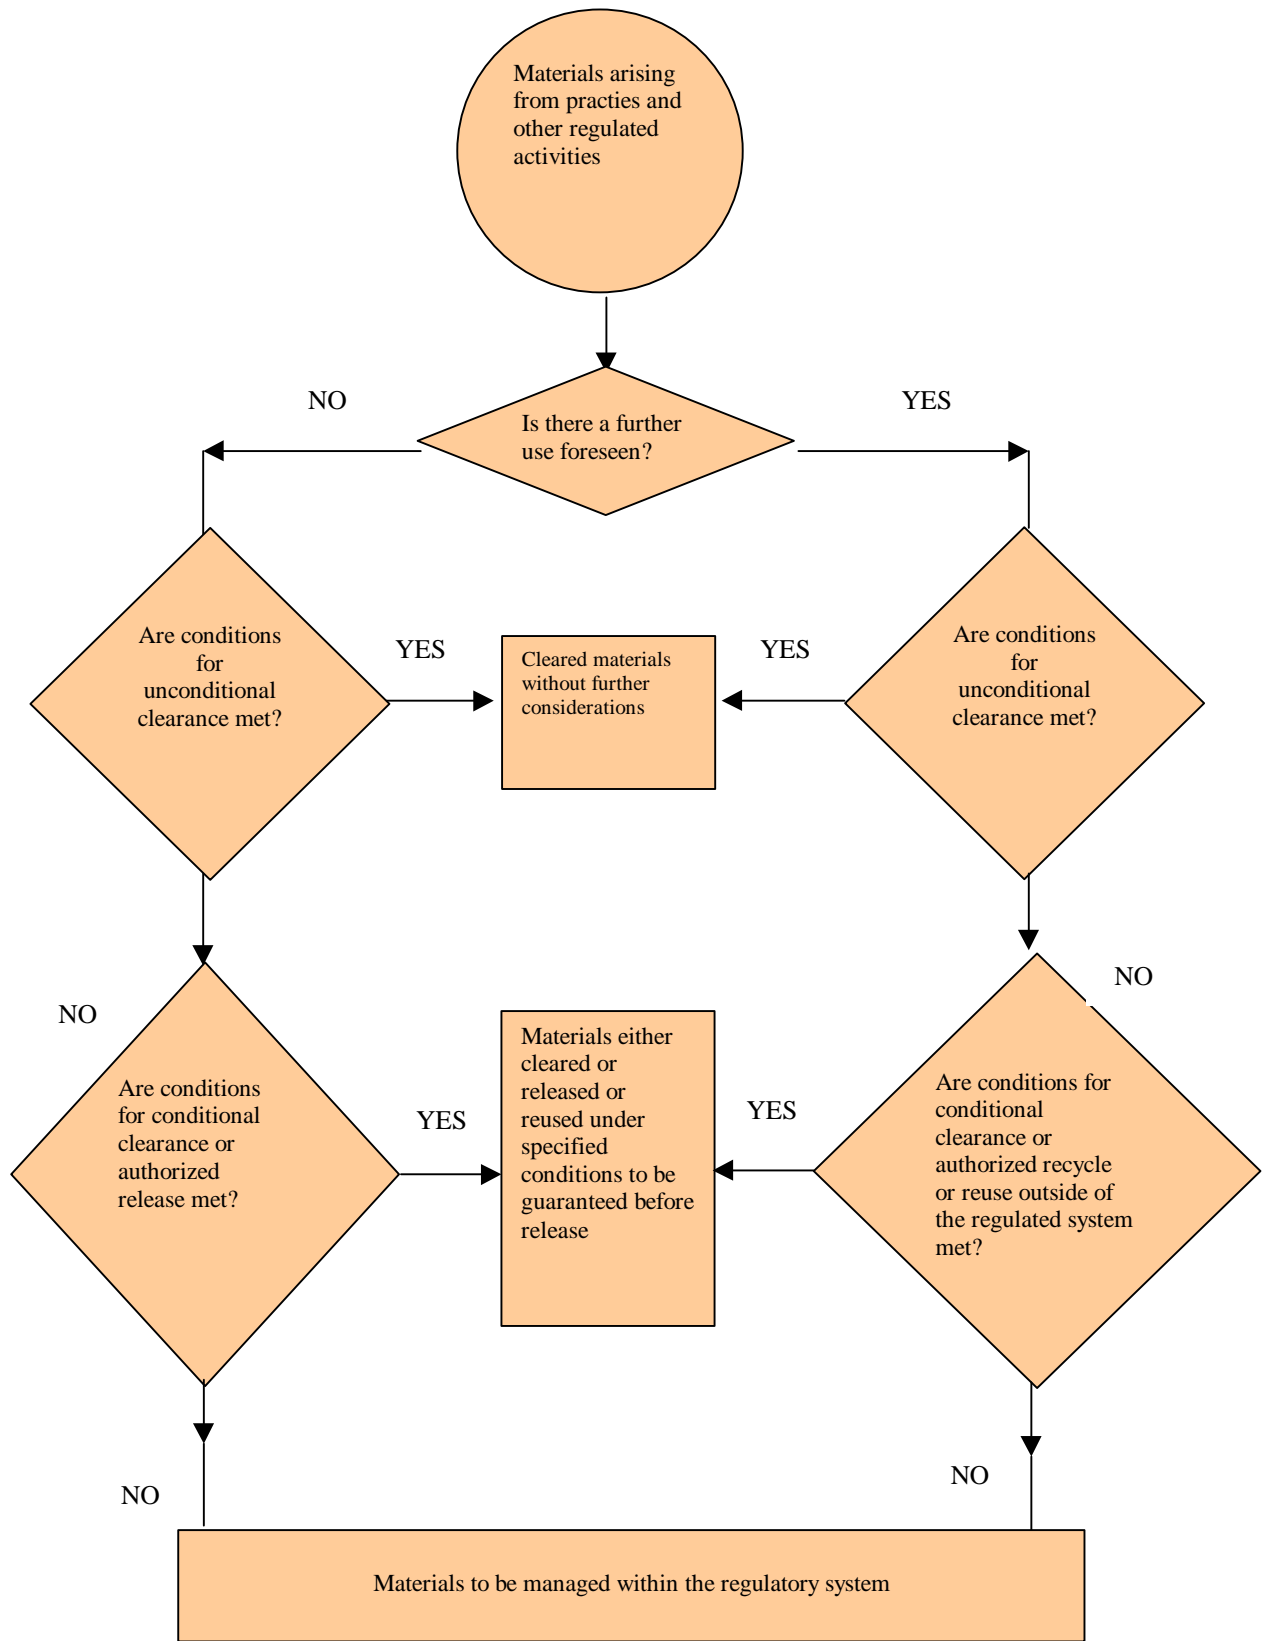 Materials arising
from practies and
other regulated
activities
NO
YES
Is there a further
use foreseen?
Are conditions
for
unconditional
clearance met?
YES
Cleared materials
without further
considerations
YES
Are conditions
for
unconditional
clearance met?
NO
NO
Are conditions
for conditional
clearance or
authorized
release met?
YES
Materials either
cleared or
released or
reused under
specified
conditions to be
guaranteed before
release
YES
Are conditions for
conditional
clearance or
authorized recycle
or reuse outside of
the regulated system
met?
NO
NO
Materials to be managed within the regulatory system